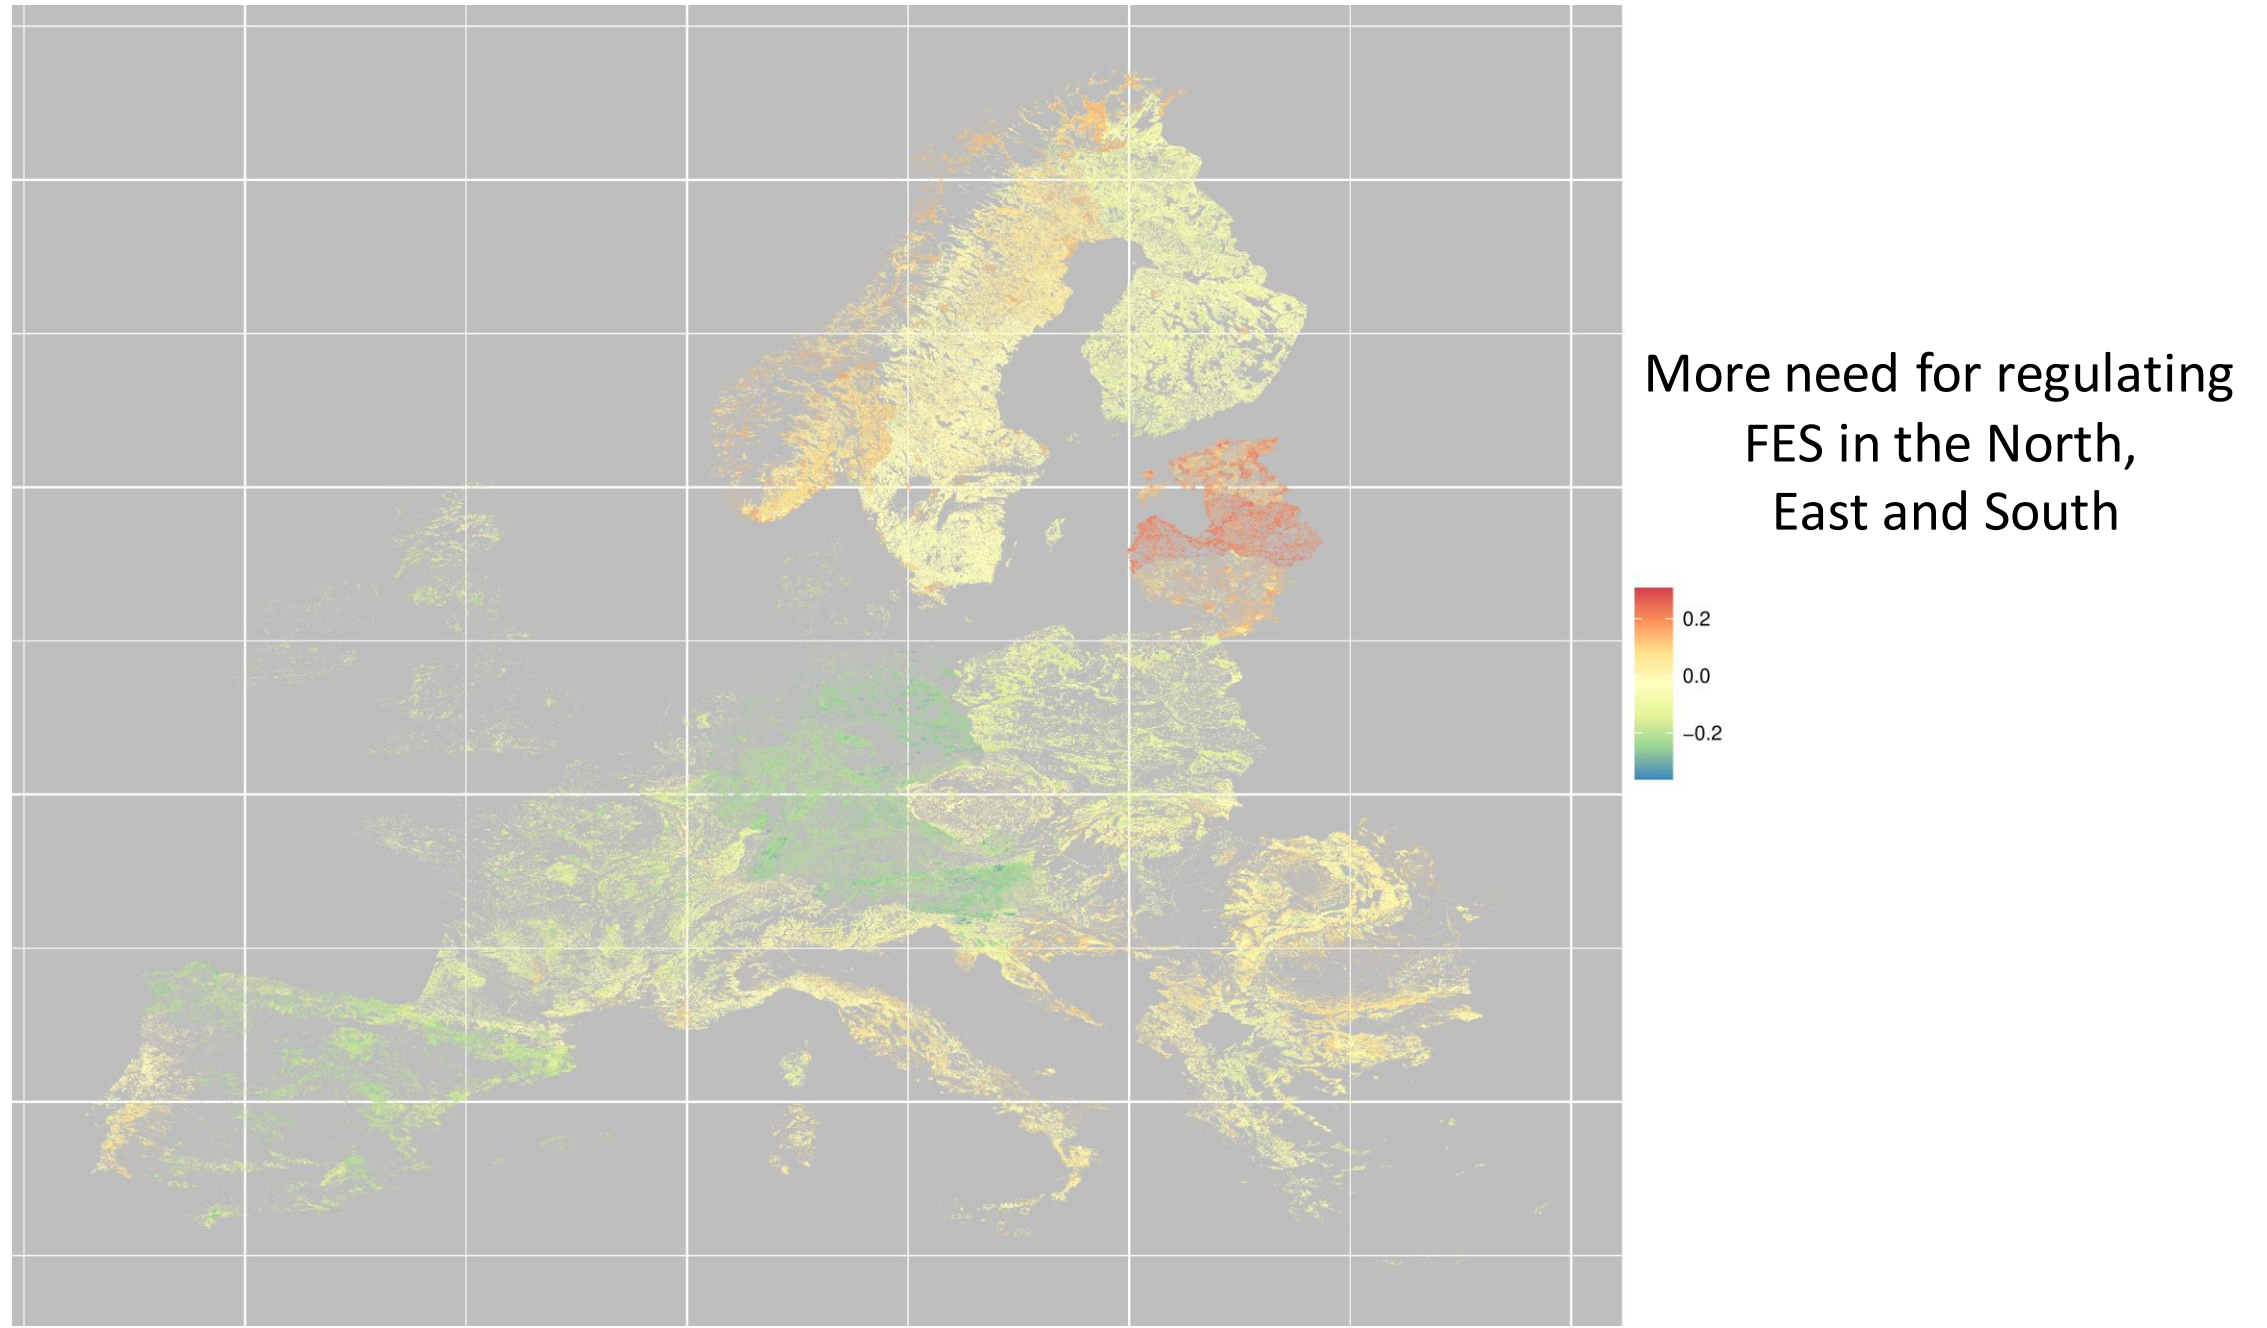 More need for regulating
FES in the North,
East and South
0.2
0.0
−0.2